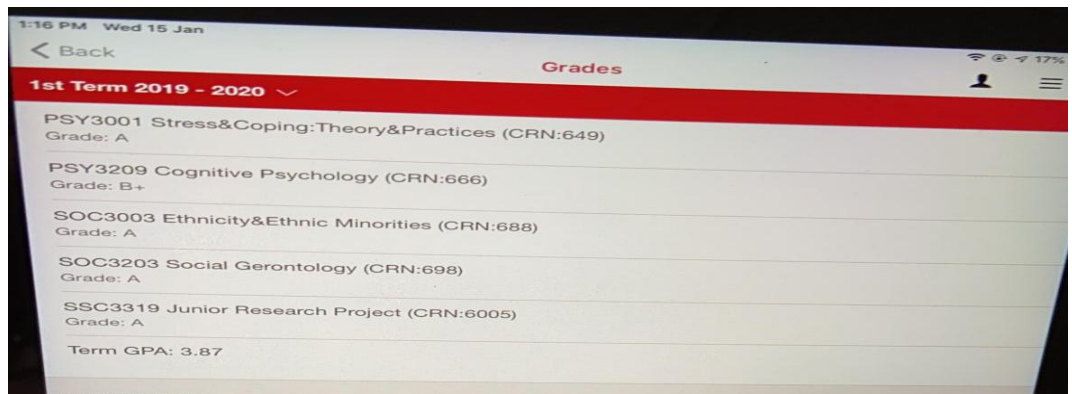 1:16 PM Wed 15 Jan
17%
Back
Grades
1st Term 2019 - 2020
PSY3001 Stress&Coping:Theory&Practices (CRN:649)
Grade: A
PSY3209 Cognitive Psychology (CRN:666)
Grade: B+
SOC3003 Ethnicity&Ethnic Minorities (CRN:688)
Grade: A
SOC3203 Social Gerontology (CRN:698)
Grade: A
SSC3319 Junior Research Project (CRN:6005)
Grade: A
Term GPA: 3.87